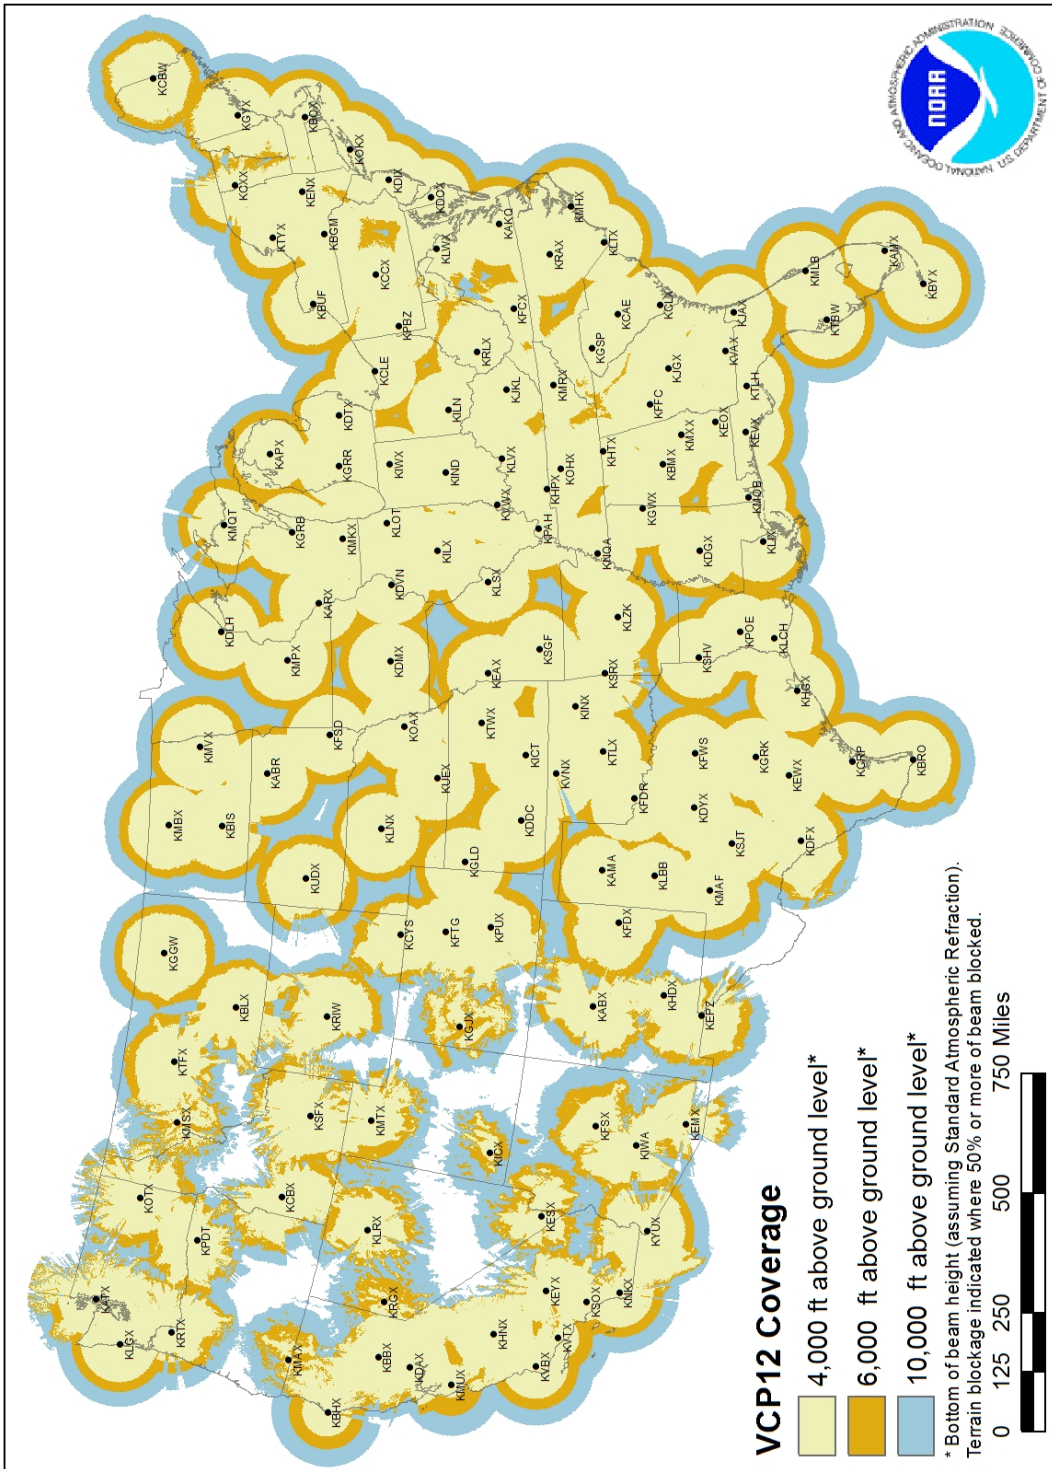 KCBW
KGYX
KBOX
KCXX
KENX
KOKX
KTYX
KBGM
KDIX
KDOX
KBUF
KCCX
KLWX
KAKQ
KMHX
KPBZ
KRAX
KLTX
KCLE
KRLX
KFCX
KCAE
KCLX
KGSP
KDTX
KILN
KJKL
KMRX
KJGX
KJAX
KVAX
KMLB
KTBW
KAMX
KBYX
KAPX
KGRR
KIWX
KIND
KLVX
KFFC
KTLH
KEOX
KEVX
KMXX
KHTX
KBMX
KOHX
KHPX
KMQT
KGRB
KMKX
KLOT
KILX
KVWX
KPAH
KNQA
KGWX
KDGX
KMOB
KLIX
KDLH
KMPX
KARX
KDVN
KDMX
KLSX
KEAX
KSGF
KLZK
KSRX
KSHV
KPOE
KLCH
KHGX
KMVX
KABR
KFSD
KOAX
KTWX
KINX
KUEX
KICT
KVNX
KTLX
KFWS
KGRK
KEWX
KCRP
KBRO
KMBX
KBIS
KLNX
KDDC
KFDR
KDYX
KSJT
KDFX
KUDX
KGLD
KAMA
KLBB
KMAF
KGGW
KCYS
KFTG
KPUX
KFDX
KBLX
KRIW
KGJX
KABX
KHDX
KEPZ
KTFX
KMSX
KSFX
KMTX
KICX
KFSX
KIWA
KEMX
KOTX
KPDT
KCBX
KLRX
KESX
KYUX
KATX
KLGX
KRTX
KRGX
KEYX
KSOX
KNKX
KMAX
KBBX
KDAX
KMUX
KHNX
KVTX
KVBX
KBHX
NATIONAL OCEANIC AND ATMOSPHERIC ADMINISTRATION
U.S. DEPARTMENT OF COMMERCE
NOAA
VCP12 Coverage
4,000 ft above ground level*
6,000 ft above ground level*
10,000 ft above ground level*
* Bottom of beam height (assuming Standard Atmospheric Refraction).
Terrain blockage indicated where 50% or more of beam blocked.
0 125 250 500 750 Miles